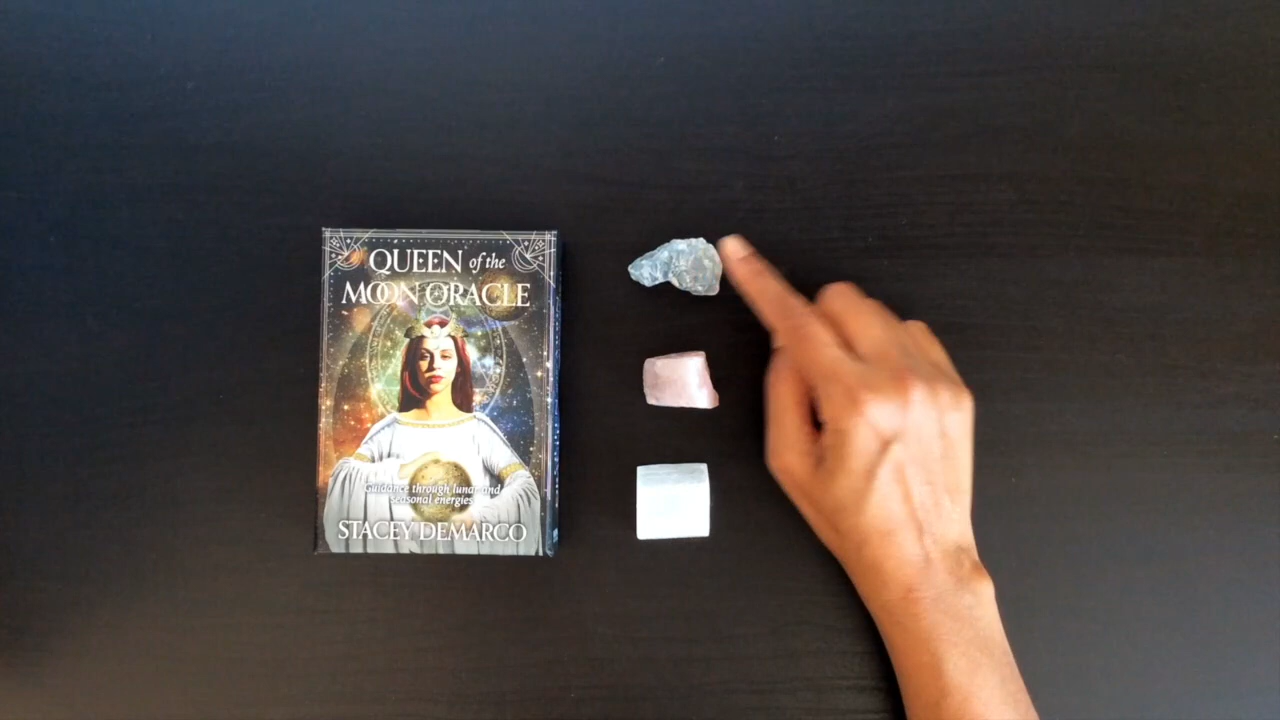 QUEEN of the
MOON ORACLE
Guidance through lunar and
seasonal energies
STACEY DEMARCO